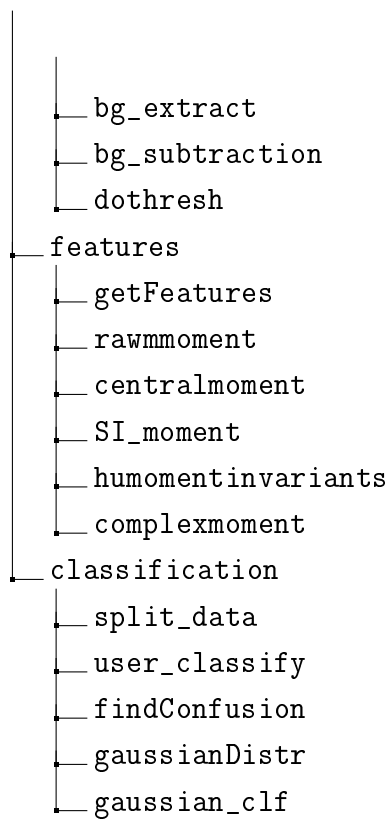 bg_extract
bg_subtraction
dothresh
features
getFeatures
rawmmoment
centralmoment
SI_moment
humomentinvariants
complexmoment
classification
split_data
user_classify
findConfusion
gaussianDistr
gaussian_clf